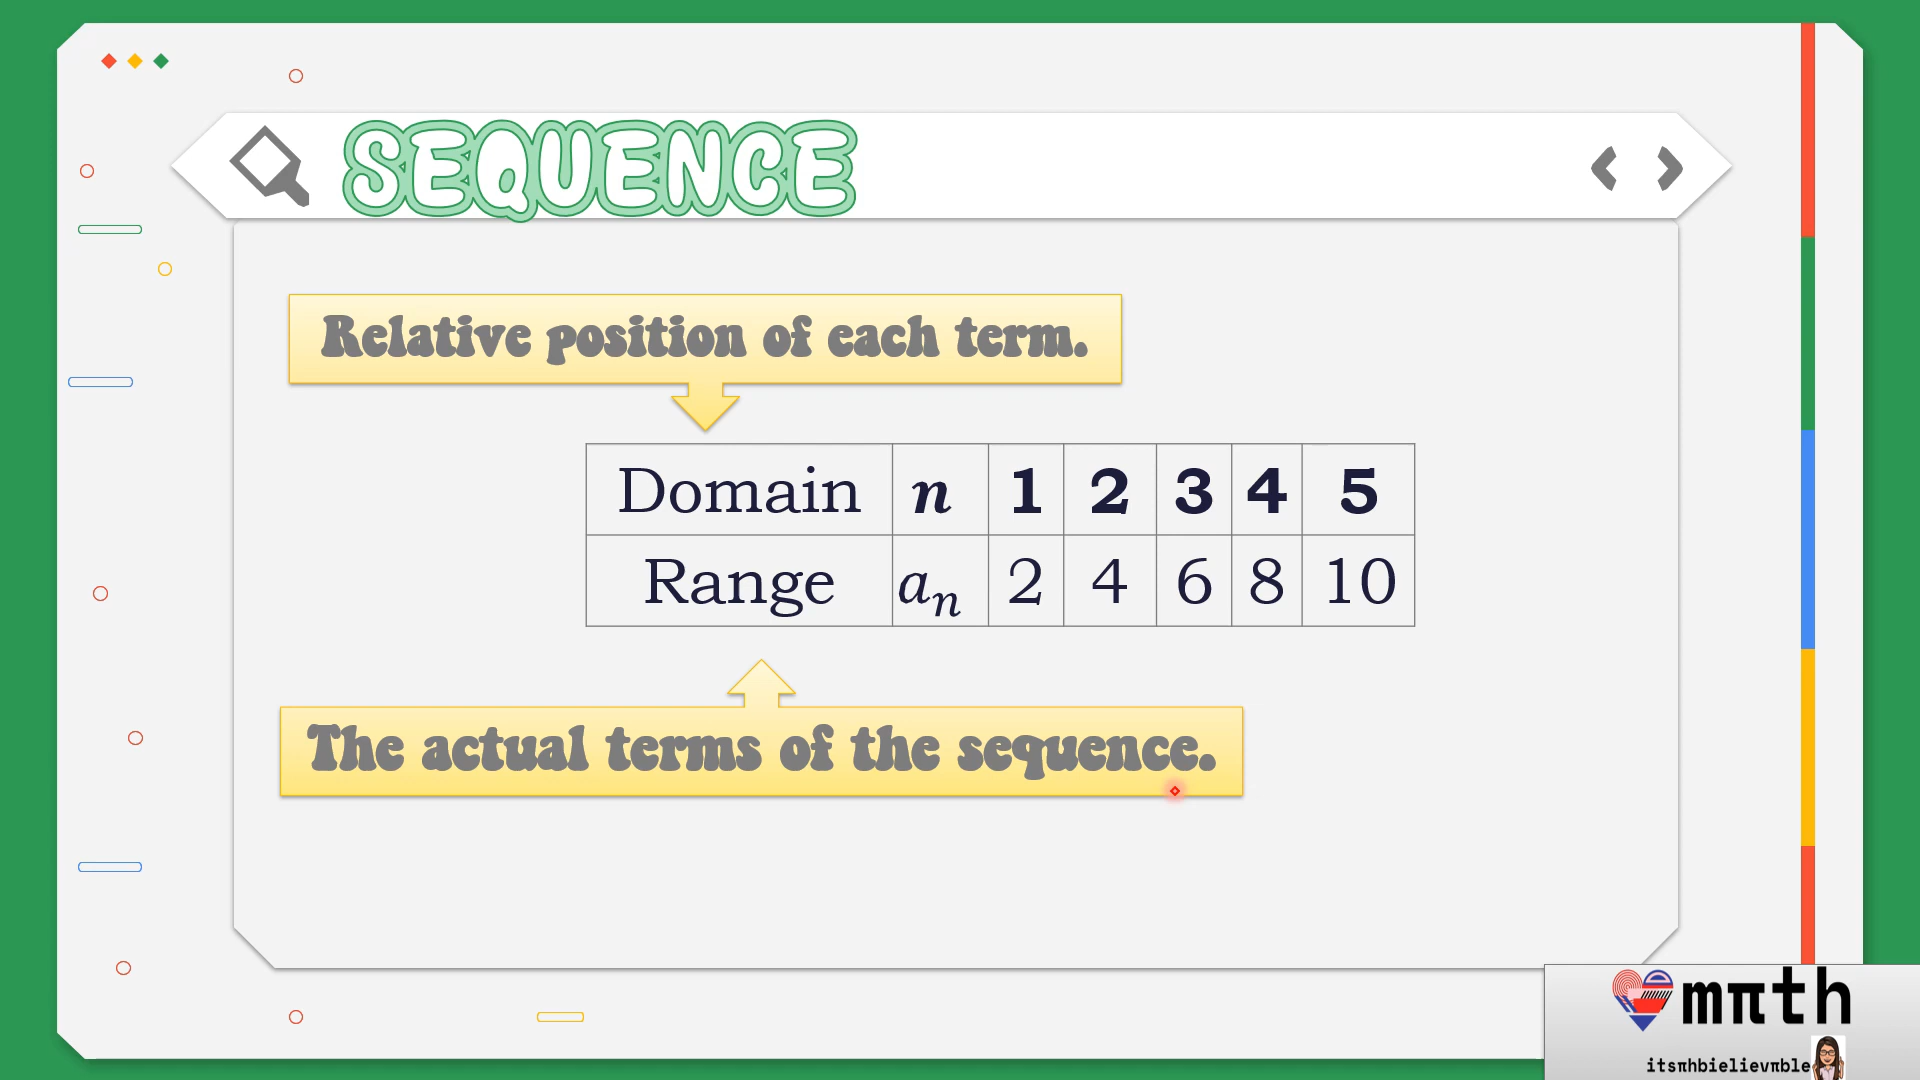 SEQUENCE
Relative position of each term.
Domain n 1 2 3 4 5
Range aₙ 2 4 6 8 10
The actual terms of the sequence.
mπth
itsπhbielievπble